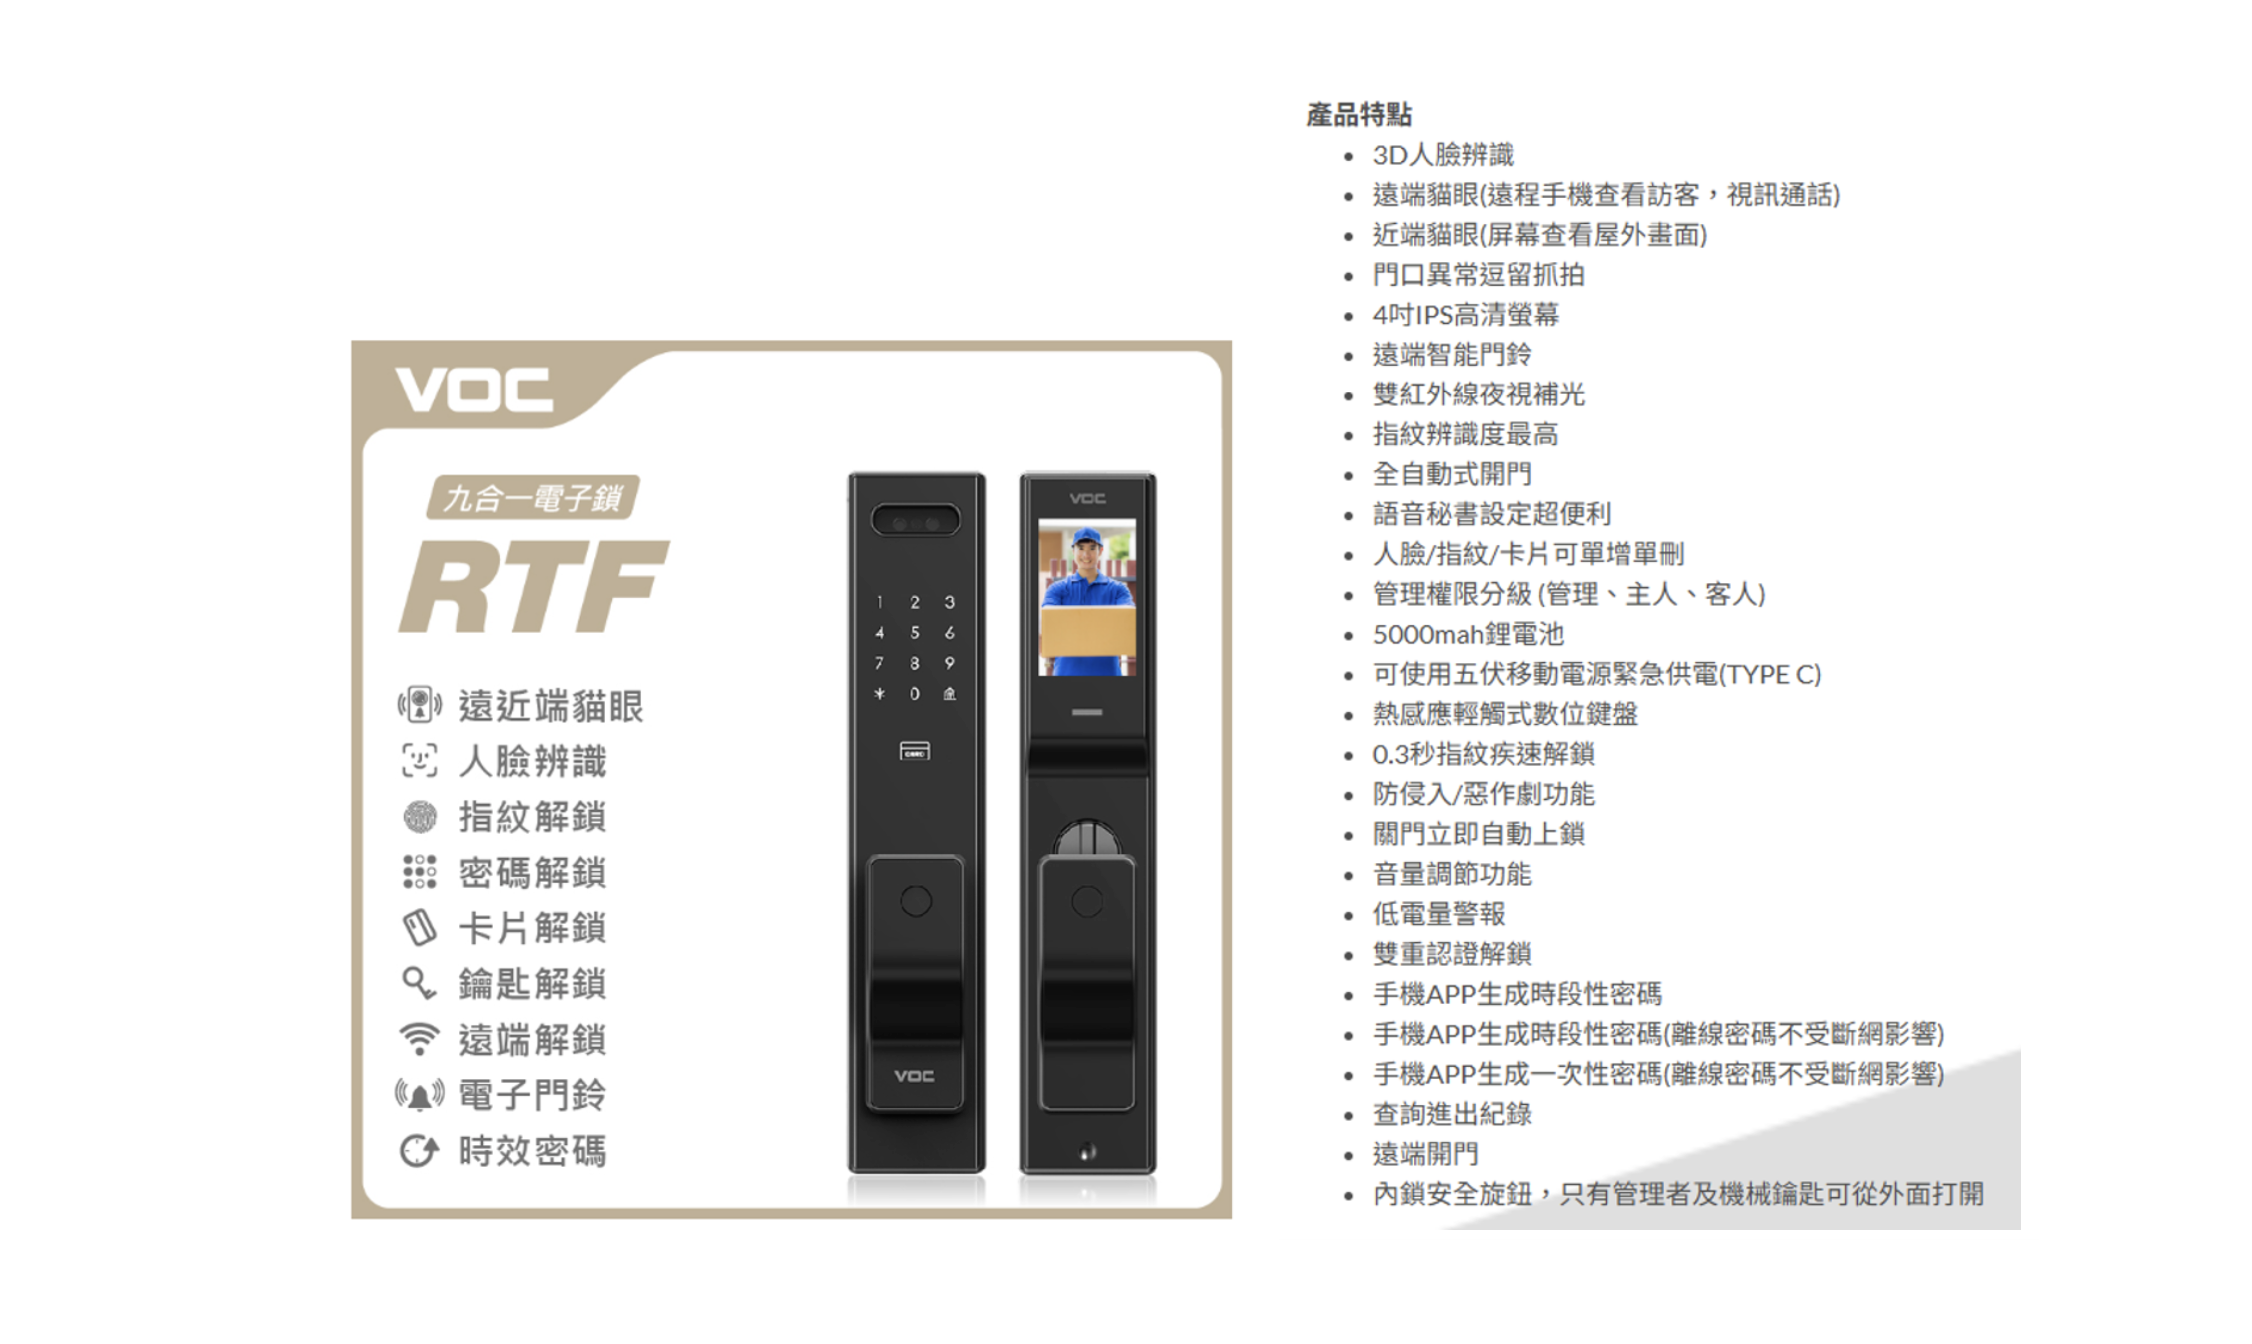 VOC
九合一電子鎖
RTF
遠近端貓眼
人臉辨識
指紋解鎖
密碼解鎖
卡片解鎖
鑰匙解鎖
遠端解鎖
電子門鈴
時效密碼
1 2 3
4 5 6
7 8 9
* 0
VOC
VOC
產品特點
3D人臉辨識
遠端貓眼(遠程手機查看訪客，視訊通話)
近端貓眼(屏幕查看屋外畫面)
門口異常逗留抓拍
4吋IPS高清螢幕
遠端智能門鈴
雙紅外線夜視補光
指紋辨識度最高
全自動式開門
語音秘書設定超便利
人臉/指紋/卡片可單增單刪
管理權限分級 (管理、主人、客人)
5000mah鋰電池
可使用五伏移動電源緊急供電(TYPE C)
熱感應輕觸式數位鍵盤
0.3秒指紋疾速解鎖
防侵入/惡作劇功能
關門立即自動上鎖
音量調節功能
低電量警報
雙重認證解鎖
手機APP生成時段性密碼
手機APP生成時段性密碼(離線密碼不受斷網影響)
手機APP生成一次性密碼(離線密碼不受斷網影響)
查詢進出紀錄
遠端開門
內鎖安全旋鈕，只有管理者及機械鑰匙可從外面打開